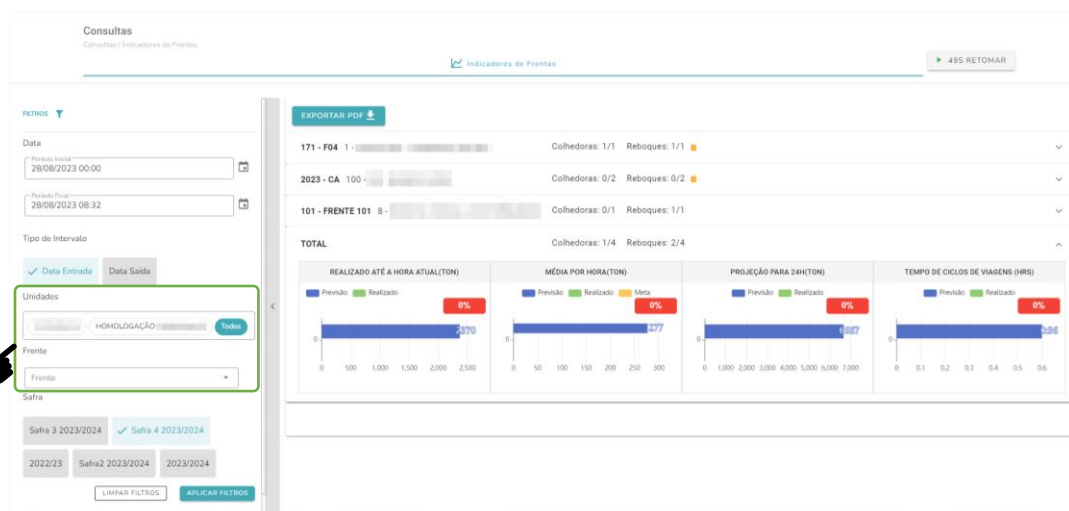 Consultas
Consultas / Indicadores de Frentes
Indicadores de Frentes
495 RETOMAR
FILTROS
EXPORTAR PDF
Data
Período Inicial
28/08/2023 00:00
Período Final
28/08/2023 08:32
Tipo de Intervalo
Data Entrada Data Saída
Unidades
HOMOLOGAÇÃO Todos
Frente
Frente
Safra
Safra 3 2023/2024 Safra 4 2023/2024
2022/23 Safra2 2023/2024 2023/2024
LIMPAR FILTROS APLICAR FILTROS
171 - F04 1 - Colhedoras: 1/1 Reboques: 1/1
2023 - CA 100 - Colhedoras: 0/2 Reboques: 0/2
101 - FRENTE 101 8 - Colhedoras: 0/1 Reboques: 1/1
TOTAL Colhedoras: 1/4 Reboques: 2/4
REALIZADO ATÉ A HORA ATUAL(TON) MÉDIA POR HORA(TON) PROJEÇÃO PARA 24H(TON) TEMPO DE CICLOS DE VIAGENS (HRS)
Previsão Realizado Previsão Realizado Meta Previsão Realizado Previsão Realizado
0% 0% 0% 0%
2370 277 6857
0 0 0 0
0 500 1,000 1,500 2,000 2,500 0 50 100 150 200 250 300 0 1,000 2,000 3,000 4,000 5,000 6,000 7,000 0 0.1 0.2 0.3 0.4 0.5 0.6